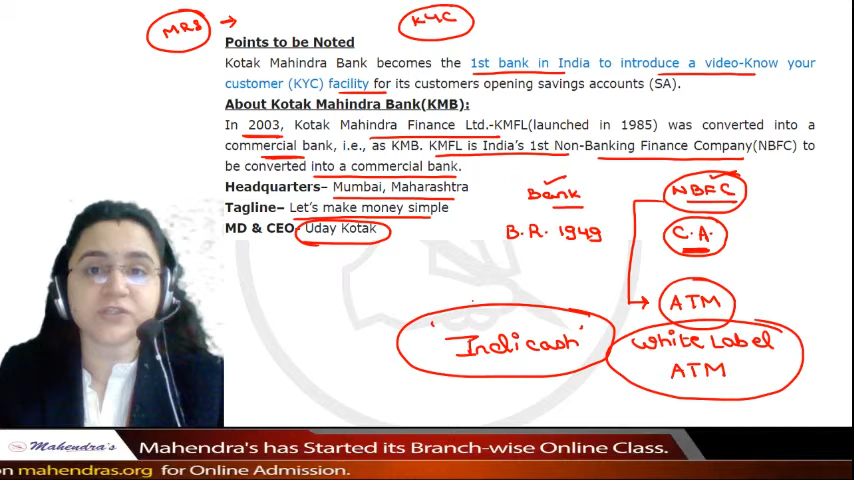 MRS →
KYC
Points to be Noted
Kotak Mahindra Bank becomes the 1st bank in India to introduce a video-Know your
customer (KYC) facility for its customers opening savings accounts (SA).
About Kotak Mahindra Bank(KMB):
In 2003, Kotak Mahindra Finance Ltd.-KMFL(launched in 1985) was converted into a
commercial bank, i.e., as KMB. KMFL is India's 1st Non-Banking Finance Company(NBFC) to
be converted into a commercial bank.
Headquarters– Mumbai, Maharashtra
Tagline– Let's make money simple
MD & CEO- Uday Kotak
Bank
NBFC
B.R. 1949
C.A.
ATM
'Indicash'
White Label
ATM
Mahendra's
Mahendra's has Started its Branch-wise Online Class.
on mahendras.org for Online Admission.